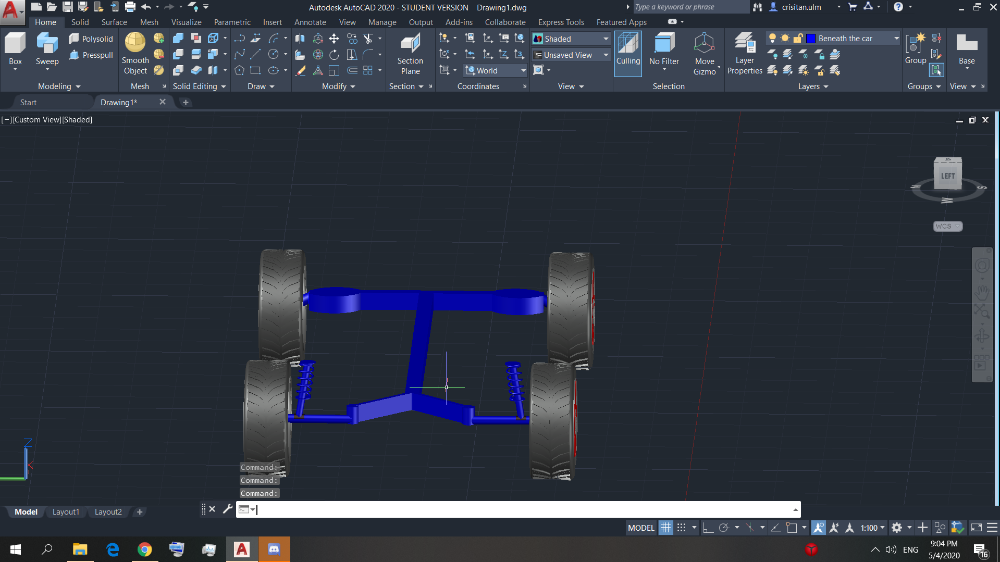 Autodesk AutoCAD 2020 - STUDENT VERSION Drawing1.dwg
Type a keyword or phrase
crisitan.ulm
Home Solid Surface Mesh Visualize Parametric Insert Annotate View Manage Output Add-ins Collaborate Express Tools Featured Apps
Box
Sweep
Polysolid
Presspull
Modeling
Smooth
Object
Mesh
Solid Editing
Draw
Modify
Section
Plane
Section
World
Coordinates
Shaded
Unsaved View
View
Culling
No Filter
Move
Gizmo
Selection
Layer
Properties
Beneath the car
Layers
Group
Groups
Base
View
Start
Drawing1*
[−][Custom View][Shaded]
LEFT
N
S
W
WCS
Z
Command:
Command:
Command:
Model Layout1 Layout2
MODEL
1:100
ENG
9:04 PM
5/4/2020
16